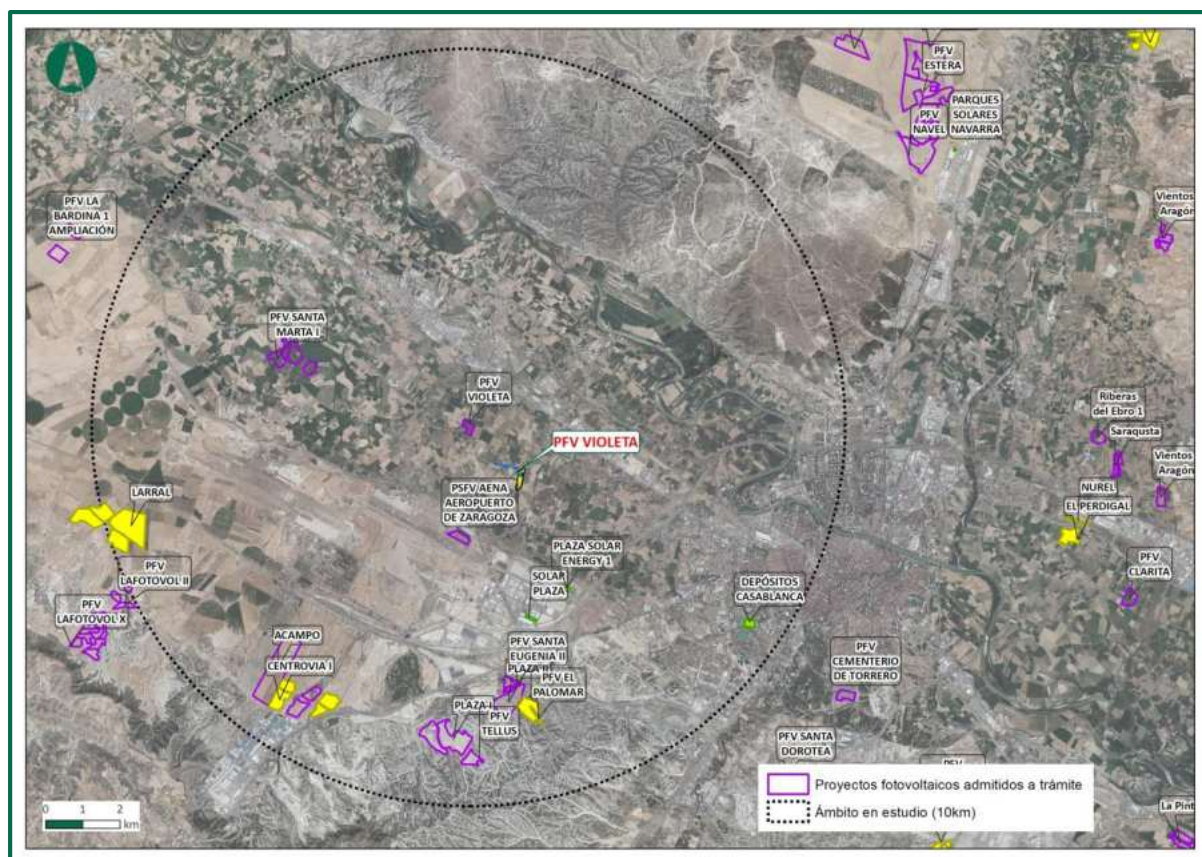 PFV
ESTERA
PFV
NAVEL
PARQUES
SOLARES
NAVARRA
PFV LA
BARDINA 1
AMPLIACIÓN
Vientos
Aragón
PFV SANTA
MARTA I
PFV
VIOLETA
PFV VIOLETA
Riberas
del Ebro 1
Saraqusta
Vientos
Aragón
PSFV AENA
AEROPUERTO
DE ZARAGOZA
LARRAL
NUREL
EL PERDIGAL
PLAZA SOLAR
ENERGY 1
SOLAR
PLAZA
DEPÓSITOS
CASABLANCA
PFV
LAFOTOVOL II
PFV
LAFOTOVOL X
PFV
CLARITA
ACAMPO
CENTROVIA I
PFV SANTA
EUGENIA II
PLAZA II
PFV EL
PALOMAR
PLAZA I
PFV
TELLUS
PFV
CEMENTERIO
DE TORRERO
PFV SANTA
DOROTEA
PFV
Proyectos fotovoltaicos admitidos a trámite
Ámbito en estudio (10km)
0 1 2
km
La Pint